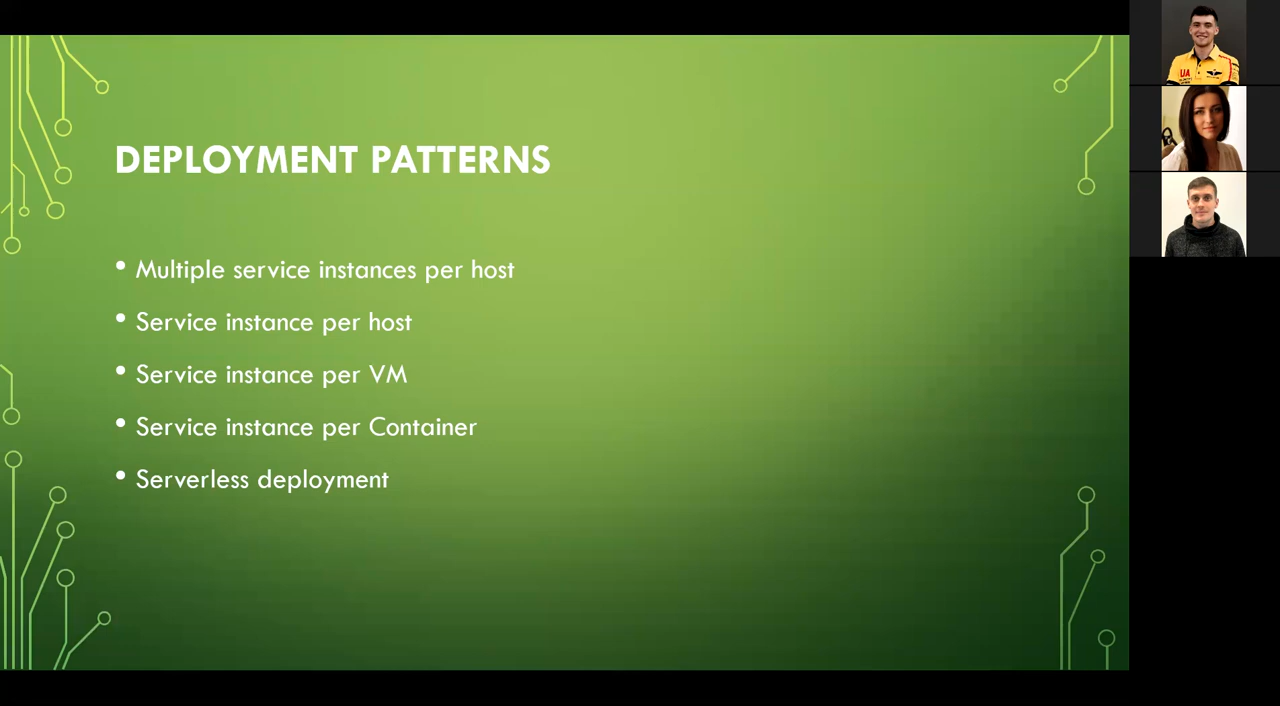 DEPLOYMENT PATTERNS
• Multiple service instances per host
• Service instance per host
• Service instance per VM
• Service instance per Container
• Serverless deployment
UA